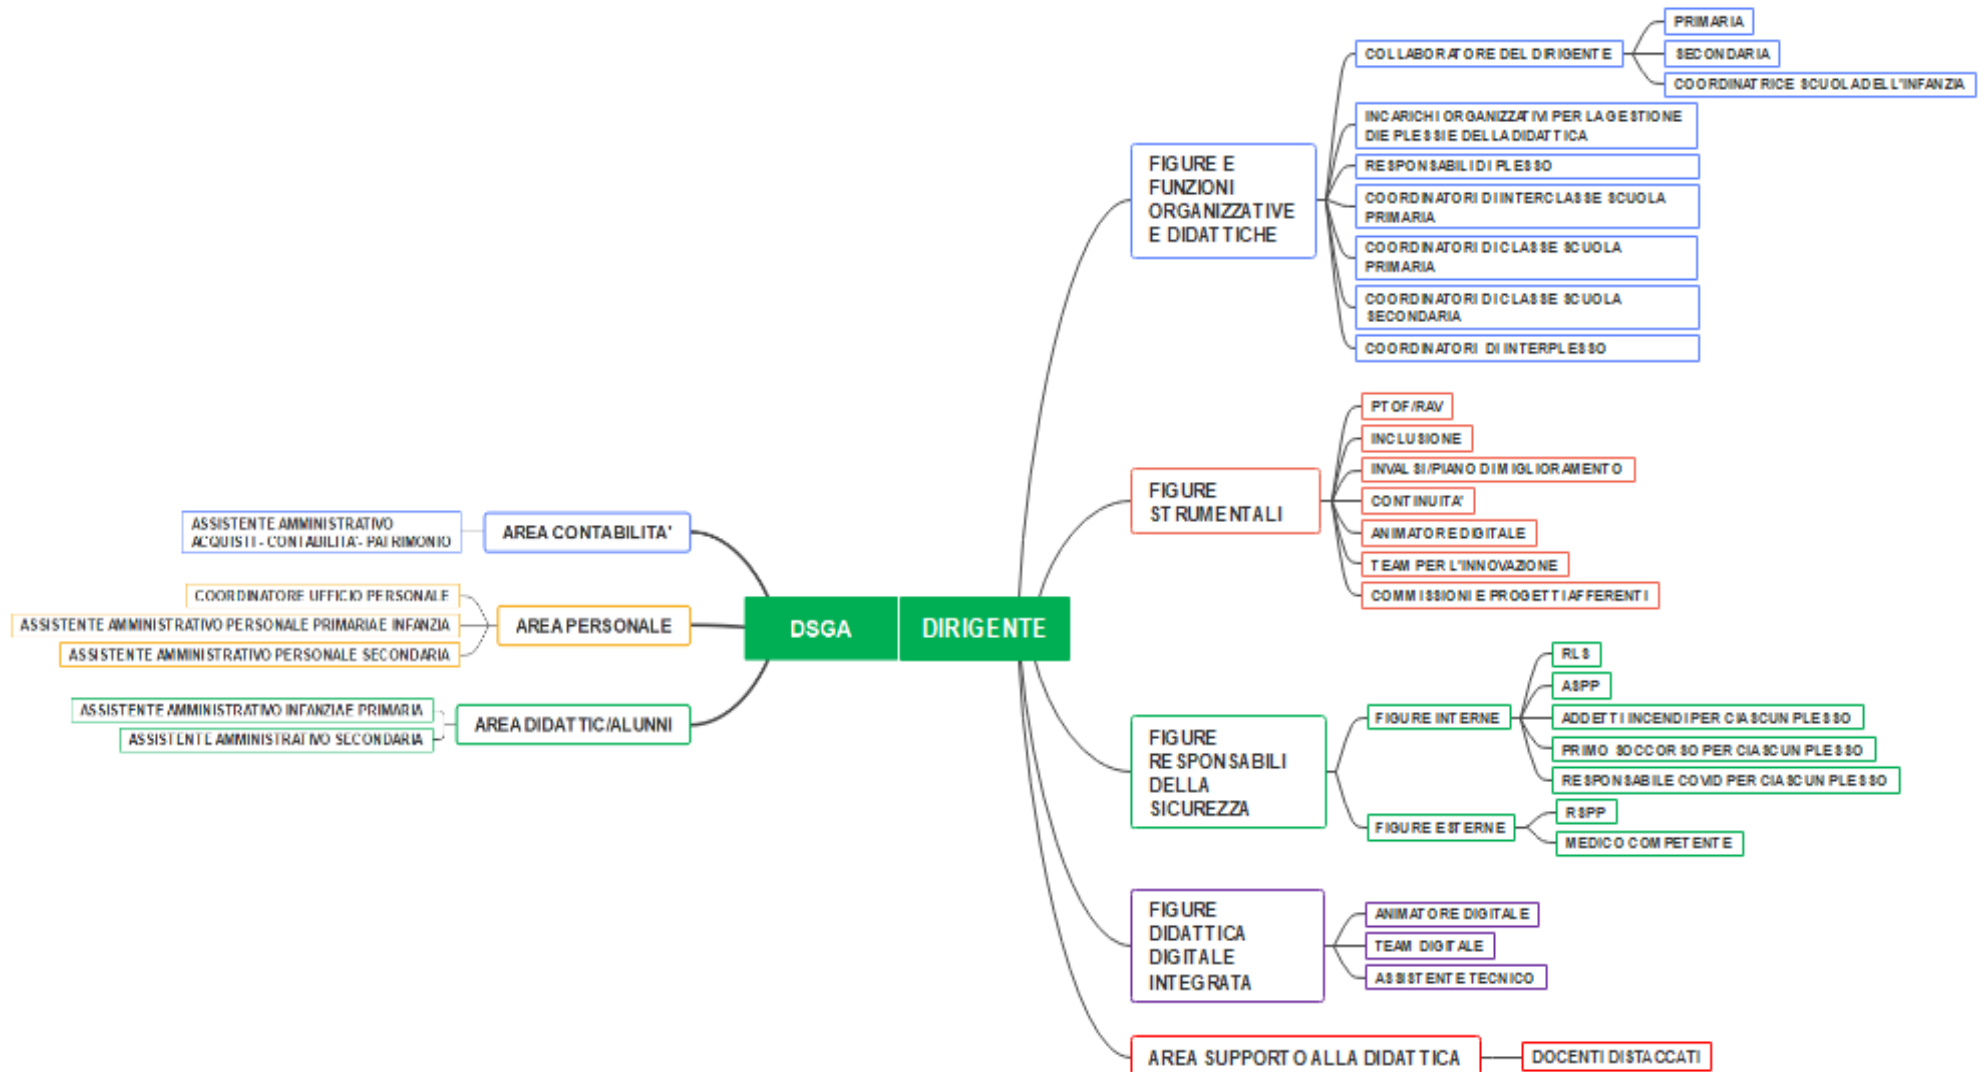 PRIMARIA
COLLABORATORE DEL DIRIGENTE
SECONDARIA
COORDINATRICE SCUOLA DELL'INFANZIA
INCARICHI ORGANIZZATIVI PER LA GESTIONE
DIE PLESSI E DELLA DIDATTICA
FIGURE E
FUNZIONI
ORGANIZZATIVE
E DIDATTICHE
RESPONSABILI DI PLESSO
COORDINATORI DI INTERCLASSE SCUOLA
PRIMARIA
COORDINATORI DI CLASSE SCUOLA
PRIMARIA
COORDINATORI DI CLASSE SCUOLA
SECONDARIA
COORDINATORI DI INTERPLESSO
FIGURE
STRUMENTALI
PTOF/RAV
INCLUSIONE
INVALSI/PIANO DI MIGLIORAMENTO
CONTINUITA'
ANIMATORE DIGITALE
TEAM PER L'INNOVAZIONE
COMMISSIONI E PROGETTI AFFERENTI
ASSISTENTE AMMINISTRATIVO
ACQUISTI - CONTABILITA'- PATRIMONIO
AREA CONTABILITA'
COORDINATORE UFFICIO PERSONALE
ASSISTENTE AMMINISTRATIVO PERSONALE PRIMARIA E INFANZIA
ASSISTENTE AMMINISTRATIVO PERSONALE SECONDARIA
AREA PERSONALE
DSGA
DIRIGENTE
ASSISTENTE AMMINISTRATIVO INFANZIA E PRIMARIA
ASSISTENTE AMMINISTRATIVO SECONDARIA
AREA DIDATTIC/ALUNNI
FIGURE
RESPONSABILI
DELLA
SICUREZZA
FIGURE INTERNE
RLS
ASPP
ADDETTI INCENDI PER CIASCUN PLESSO
PRIMO SOCCORSO PER CIASCUN PLESSO
RESPONSABILE COVID PER CIASCUN PLESSO
FIGURE ESTERNE
RSPP
MEDICO COMPETENTE
FIGURE
DIDATTICA
DIGITALE
INTEGRATA
ANIMATORE DIGITALE
TEAM DIGITALE
ASSISTENTE TECNICO
AREA SUPPORTO ALLA DIDATTICA
DOCENTI DISTACCATI